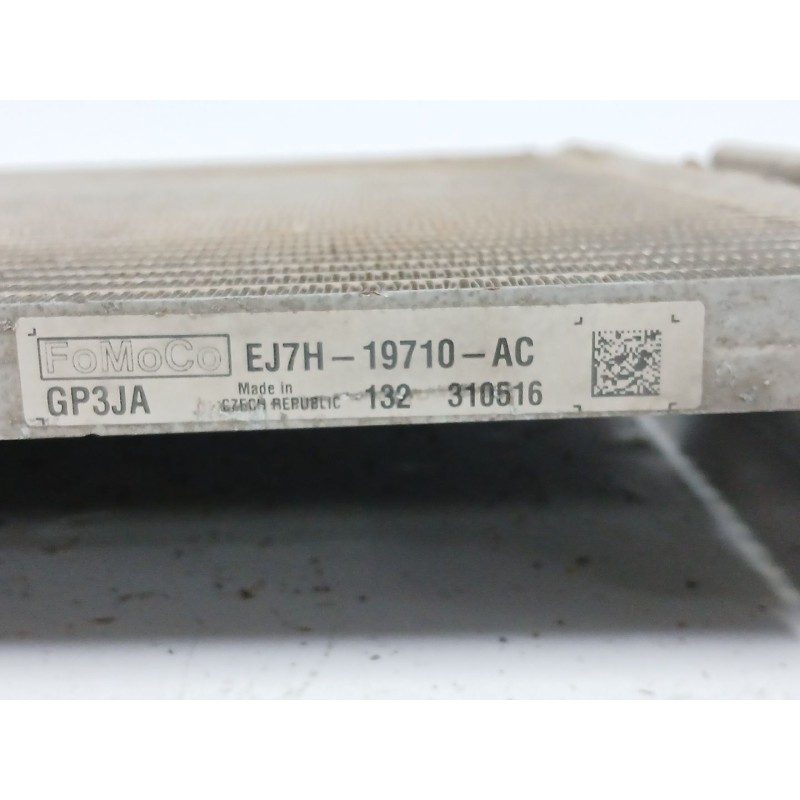 FoMoCo EJ7H-19710-AC
GP3JA Made in CZECH REPUBLIC 132 310516